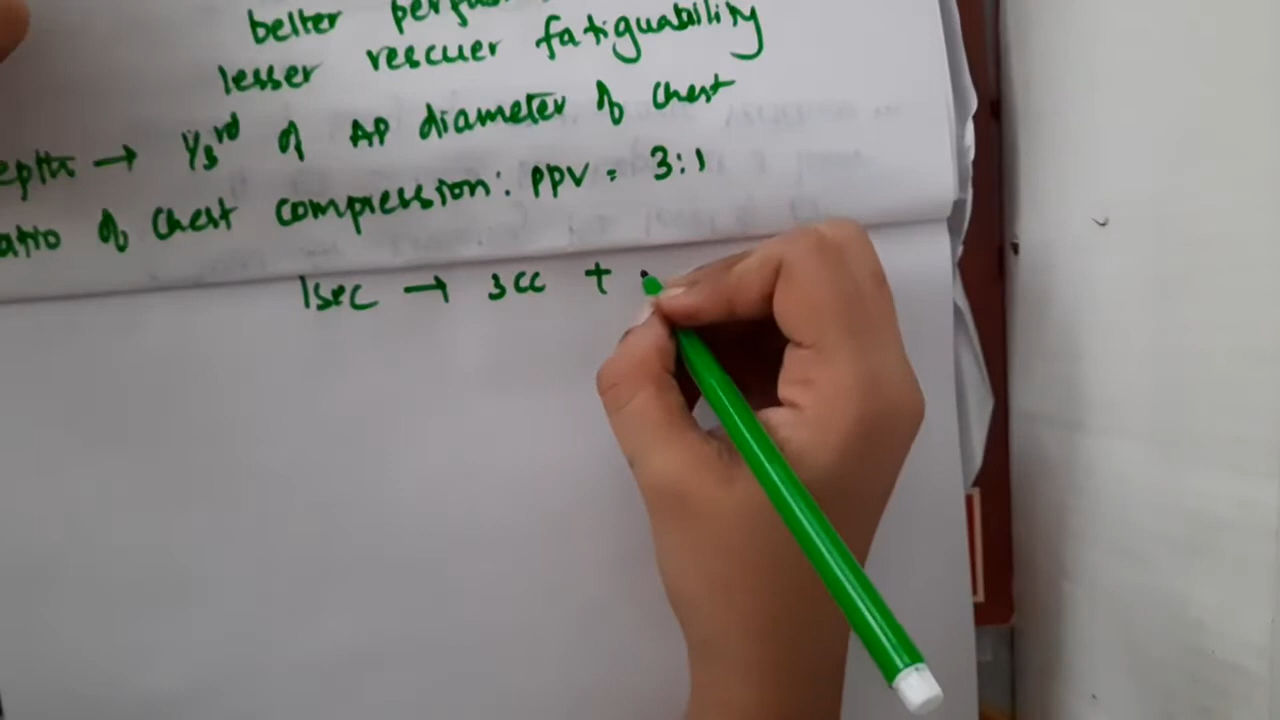 better
lesser rescuer fatiguability
epth → 1/3rd of AP diameter of chest
atio of chest compression: PPV = 3:1
1sec → 3CC +